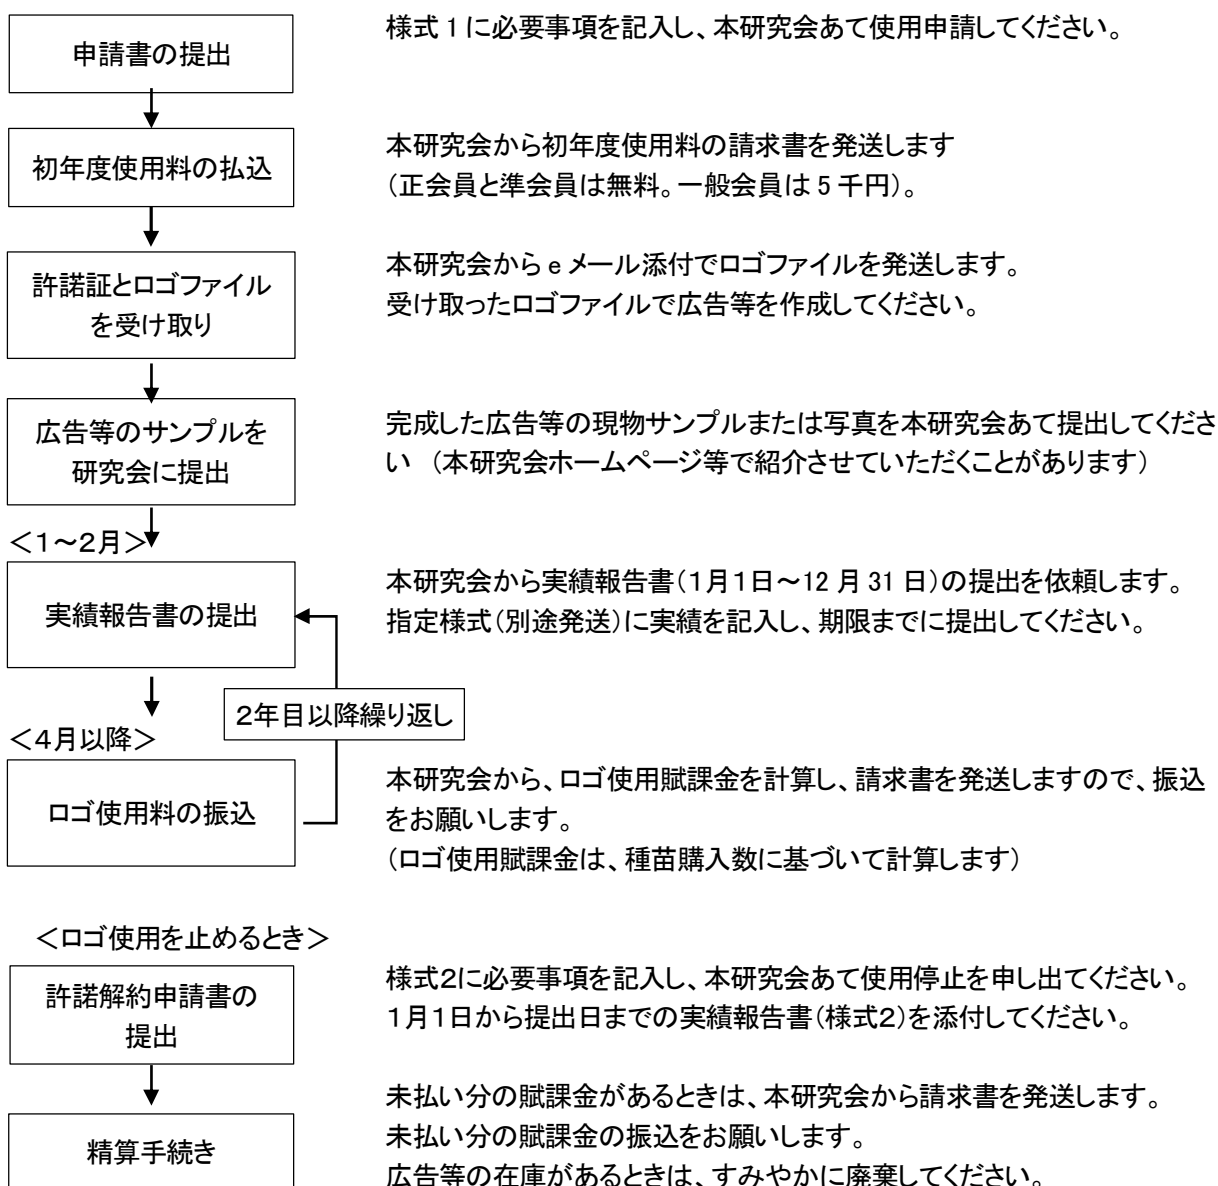 申請書の提出
様式１に必要事項を記入し、本研究会あて使用申請してください。
初年度使用料の払込
本研究会から初年度使用料の請求書を発送します
（正会員と準会員は無料。一般会員は 5 千円）。
許諾証とロゴファイル
を受け取り
本研究会から e メール添付でロゴファイルを発送します。
受け取ったロゴファイルで広告等を作成してください。
広告等のサンプルを
研究会に提出
完成した広告等の現物サンプルまたは写真を本研究会あて提出してくださ
い （本研究会ホームページ等で紹介させていただくことがあります）
＜１～２月＞
実績報告書の提出
本研究会から実績報告書（１月１日～12 月 31 日）の提出を依頼します。
指定様式（別途発送）に実績を記入し、期限までに提出してください。
２年目以降繰り返し
＜４月以降＞
ロゴ使用料の振込
本研究会から、ロゴ使用賦課金を計算し、請求書を発送しますので、振込
をお願いします。
（ロゴ使用賦課金は、種苗購入数に基づいて計算します）
＜ロゴ使用を止めるとき＞
許諾解約申請書の
提出
様式２に必要事項を記入し、本研究会あて使用停止を申し出てください。
１月１日から提出日までの実績報告書（様式２）を添付してください。
精算手続き
未払い分の賦課金があるときは、本研究会から請求書を発送します。
未払い分の賦課金の振込をお願いします。
広告等の在庫があるときは、すみやかに廃棄してください。